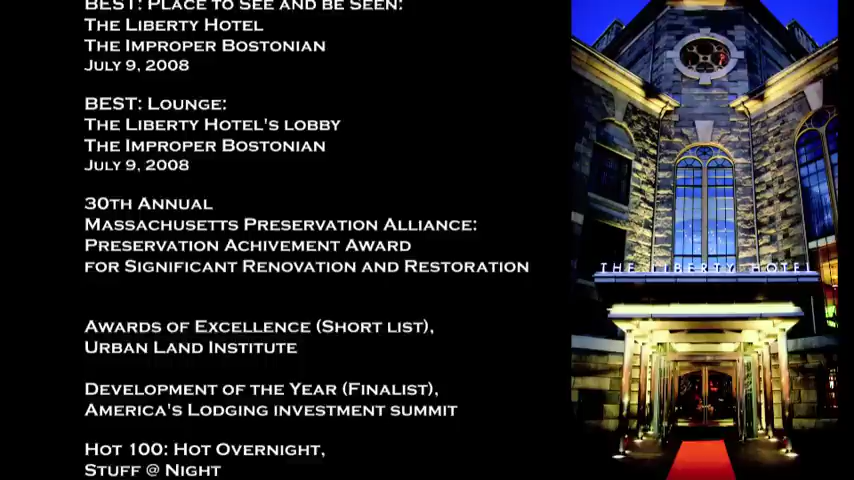 BEST: Place to See and be Seen:
The Liberty Hotel
The Improper Bostonian
July 9, 2008
BEST: Lounge:
The Liberty Hotel's lobby
The Improper Bostonian
July 9, 2008
30th Annual
Massachusetts Preservation Alliance:
Preservation Achivement Award
for Significant Renovation and Restoration
Awards of Excellence (Short list),
Urban Land Institute
Development of the Year (Finalist),
America's Lodging investment summit
Hot 100: Hot Overnight,
Stuff @ Night
THE LIBERTY HOTEL